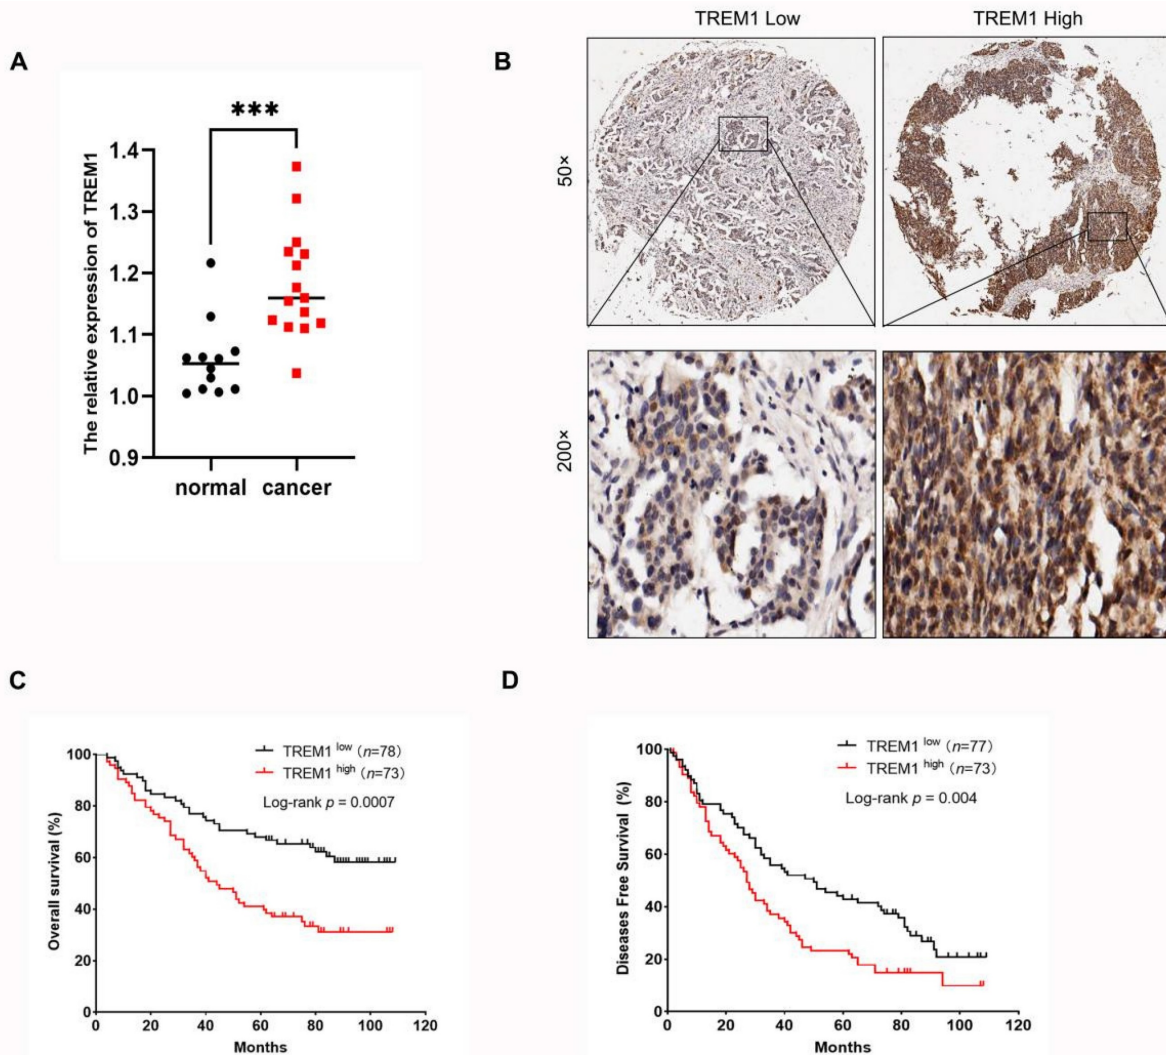 A
The relative expression of TREM1
1.4
1.3
1.2
1.1
1.0
0.9
***
normal cancer
B
TREM1 Low TREM1 High
50×
200×
C
Overall survival (%)
100
80
60
40
20
0
TREM1 low (n=78)
TREM1 high (n=73)
Log-rank p = 0.0007
0 20 40 60 80 100 120
Months
D
Diseases Free Survival (%)
100
80
60
40
20
0
TREM1 low (n=77)
TREM1 high (n=73)
Log-rank p = 0.004
0 20 40 60 80 100 120
Months